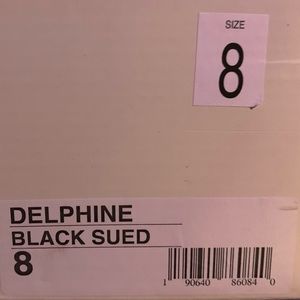 SIZE
8
DELPHINE
BLACK SUED
8
1 90640 86084 0